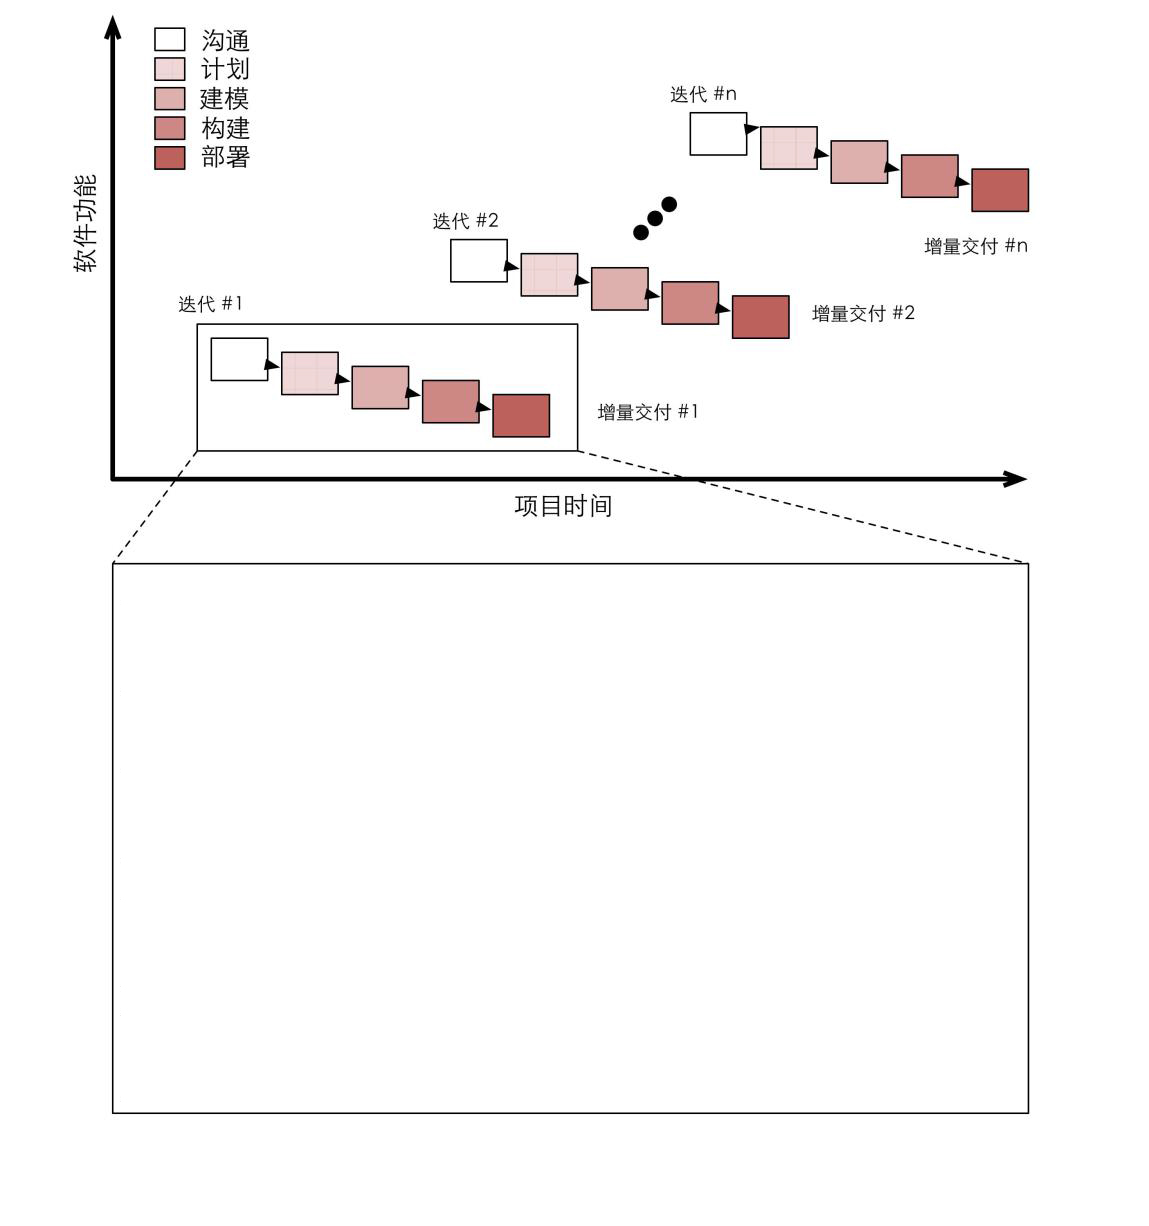 沟通
计划
建模
构建
部署
迭代 #n
软件功能
迭代 #2
增量交付 #n
迭代 #1
增量交付 #2
增量交付 #1
项目时间